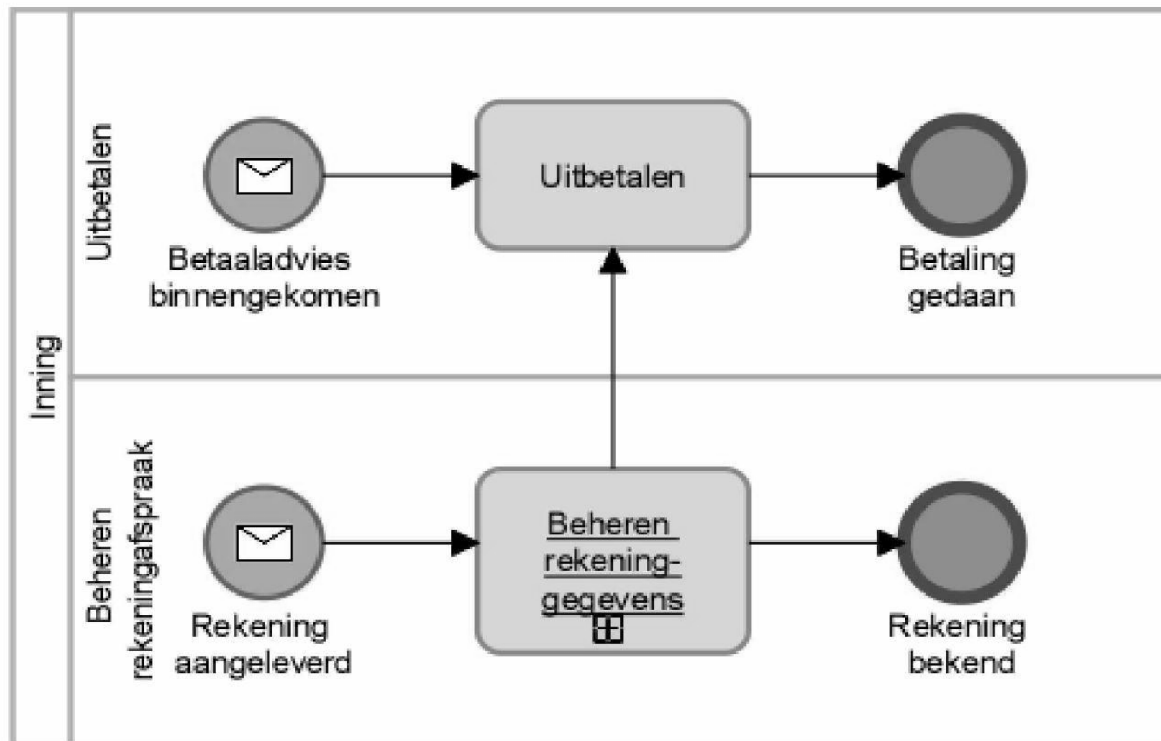 Inning
Uitbetalen
Betaaladvies
binnengekomen
Uitbetalen
Betaling
gedaan
Beheren
rekeningafspraak
Rekening
aangeleverd
Beheren
rekening-
gegevens
Rekening
bekend